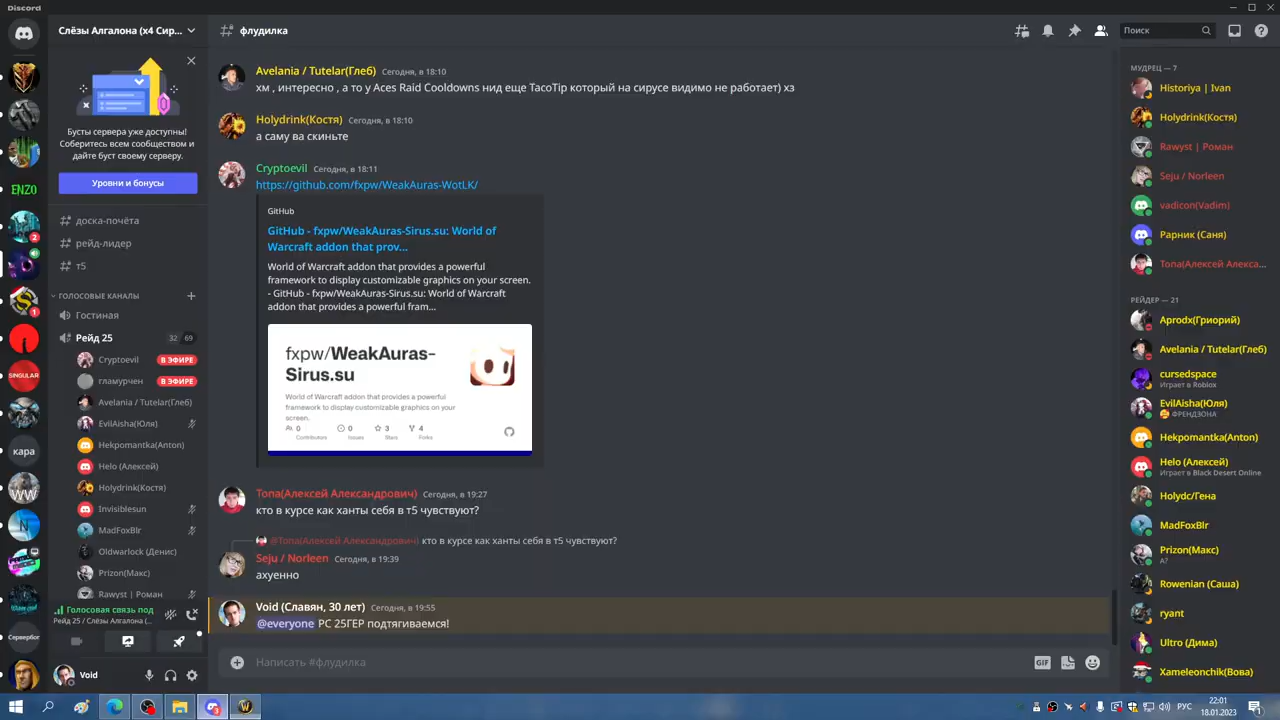 Discord
Слёзы Алгалона (x4 Сир...
флудилка
Поиск
Бусты сервера уже доступны!
Соберитесь всем сообществом и
дайте буст своему серверу.
Уровни и бонусы
доска-почёта
рейд-лидер
т5
ГОЛОСОВЫЕ КАНАЛЫ
Гостиная
Рейд 25
32 69
Cryptoevil В ЭФИРЕ
гламурчен В ЭФИРЕ
Avelania / Tutelar(Глеб)
EvilAisha(Юля)
Hekpomantka(Anton)
Helo (Алексей)
Holydrink(Костя)
Invisiblesun
MadFoxBlr
Oldwarlock (Денис)
Prizon(Макс)
Rawyst | Роман
Голосовая связь под
Рейд 25 / Слёзы Алгалона (...
Void
EN20
2
1
SINGULAR
кара
WW
Сервербог
Avelania / Tutelar(Глеб) Сегодня, в 18:10
хм , интересно , а то у Aces Raid Cooldowns нид еще TacoTip который на сирусе видимо не работает) хз
Holydrink(Костя) Сегодня, в 18:10
а саму ва скиньте
Cryptoevil Сегодня, в 18:11
https://github.com/fxpw/WeakAuras-WotLK/
GitHub
GitHub - fxpw/WeakAuras-Sirus.su: World of
Warcraft addon that prov...
World of Warcraft addon that provides a powerful
framework to display customizable graphics on your screen.
- GitHub - fxpw/WeakAuras-Sirus.su: World of Warcraft
addon that provides a powerful fram...
fxpw/WeakAuras-
Sirus.su
World of Warcraft addon that provides a powerful
framework to display customizable graphics on your
screen.
0 0 3 4
Contributors Issues Stars Forks
Топа(Алексей Александрович) Сегодня, в 19:27
кто в курсе как ханты себя в т5 чувствуют?
@Топа(Алексей Александрович) кто в курсе как ханты себя в т5 чувствуют?
Seju / Norleen Сегодня, в 19:39
ахуенно
Void (Славян, 30 лет) Сегодня, в 19:55
@everyone РС 25ГЕР подтягиваемся!
Написать #флудилка
GIF
МУДРЕЦ — 7
Historiya | Ivan
Holydrink(Костя)
Rawyst | Роман
Seju / Norleen
vadicon(Vadim)
Рарник (Саня)
Топа(Алексей Алекса...
РЕЙДЕР — 21
Aprodx(Гриорий)
Avelania / Tutelar(Глеб)
cursedspace
Играет в Roblox
EvilAisha(Юля)
@ФРЕНДЗОНА
Hekpomantka(Anton)
Helo (Алексей)
Играет в Black Desert Online
Holydc/Гена
MadFoxBlr
Prizon(Макс)
А?
Rowenian (Саша)
ryant
Ultro (Дима)
Xameleonchik(Вова)
РУС
22:01
18.01.2023